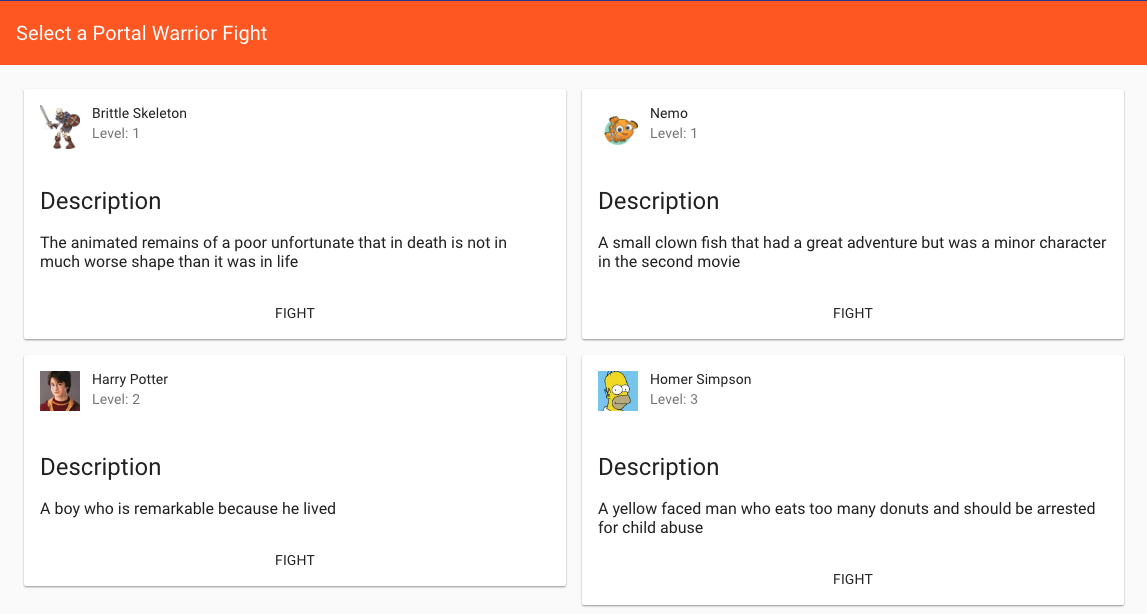 Select a Portal Warrior Fight
Brittle Skeleton
Level: 1
Description
The animated remains of a poor unfortunate that in death is not in
much worse shape than it was in life
FIGHT
Nemo
Level: 1
Description
A small clown fish that had a great adventure but was a minor character
in the second movie
FIGHT
Harry Potter
Level: 2
Description
A boy who is remarkable because he lived
FIGHT
Homer Simpson
Level: 3
Description
A yellow faced man who eats too many donuts and should be arrested
for child abuse
FIGHT